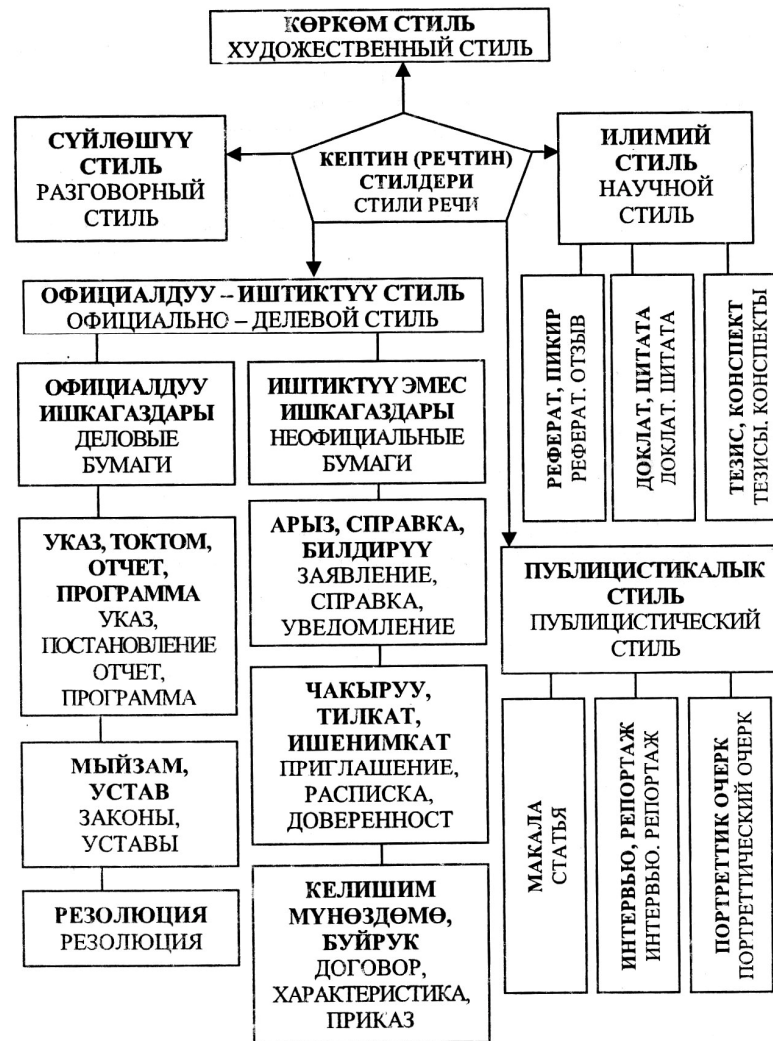 КӨРКӨМ СТИЛЬ
ХУДОЖЕСТВЕННЫЙ СТИЛЬ
СҮЙЛӨШҮҮ
СТИЛЬ
РАЗГОВОРНЫЙ
СТИЛЬ
КЕПТИН (РЕЧТИН)
СТИЛДЕРИ
СТИЛИ РЕЧИ
ИЛИМИЙ
СТИЛЬ
НАУЧНОЙ
СТИЛЬ
ОФИЦИАЛДУУ – ИШТИКТҮҮ СТИЛЬ
ОФИЦИАЛЬНО – ДЕЛЕВОЙ СТИЛЬ
РЕФЕРАТ, ПИКИР
РЕФЕРАТ. ОТЗЫВ
ДОКЛАТ, ЦИТАТА
ДОКЛАТ. ЦИТАТА
ТЕЗИС, КОНСПЕКТ
ТЕЗИСЫ. КОНСПЕКТЫ
ОФИЦИАЛДУУ
ИШКАГАЗДАРЫ
ДЕЛОВЫЕ
БУМАГИ
ИШТИКТҮҮ ЭМЕС
ИШКАГАЗДАРЫ
НЕОФИЦИАЛЬНЫЕ
БУМАГИ
УКАЗ, ТОКТОМ,
ОТЧЕТ,
ПРОГРАММА
УКАЗ,
ПОСТАНОВЛЕНИЕ
ОТЧЕТ,
ПРОГРАММА
АРЫЗ, СПРАВКА,
БИЛДИРҮҮ
ЗАЯВЛЕНИЕ,
СПРАВКА,
УВЕДОМЛЕНИЕ
ПУБЛИЦИСТИКАЛЫК
СТИЛЬ
ПУБЛИЦИСТИЧЕСКИЙ
СТИЛЬ
ЧАКЫРУУ,
ТИЛКАТ,
ИШЕНИМКАТ
ПРИГЛАШЕНИЕ,
РАСПИСКА,
ДОВЕРЕННОСТ
МЫЙЗАМ,
УСТАВ
ЗАКОНЫ,
УСТАВЫ
МАКАЛА
СТАТЬЯ
ИНТЕРВЬЮ, РЕПОРТАЖ
ИНТЕРВЬЮ. РЕПОРТАЖ
ПОРТРЕТТИК ОЧЕРК
ПОРТРЕТТИЧЕСКИЙ ОЧЕРК
РЕЗОЛЮЦИЯ
РЕЗОЛЮЦИЯ
КЕЛИШИМ
МҮНӨЗДӨМӨ,
БУЙРУК
ДОГОВОР,
ХАРАКТЕРИСТИКА,
ПРИКАЗ